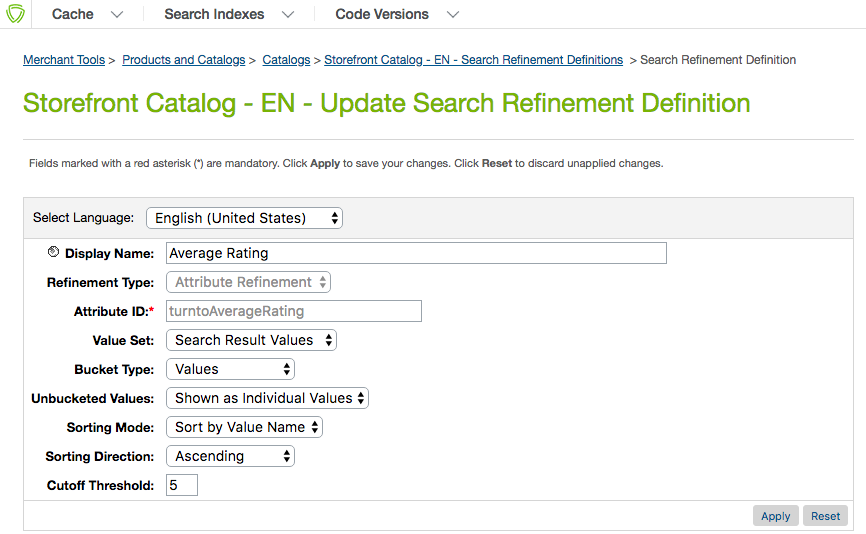 Cache Search Indexes Code Versions
Merchant Tools > Products and Catalogs > Catalogs > Storefront Catalog - EN - Search Refinement Definitions > Search Refinement Definition
Storefront Catalog - EN - Update Search Refinement Definition
Fields marked with a red asterisk (*) are mandatory. Click Apply to save your changes. Click Reset to discard unapplied changes.
Select Language: English (United States)
Display Name: Average Rating
Refinement Type: Attribute Refinement
Attribute ID:* turntoAverageRating
Value Set: Search Result Values
Bucket Type: Values
Unbucketed Values: Shown as Individual Values
Sorting Mode: Sort by Value Name
Sorting Direction: Ascending
Cutoff Threshold: 5
Apply Reset